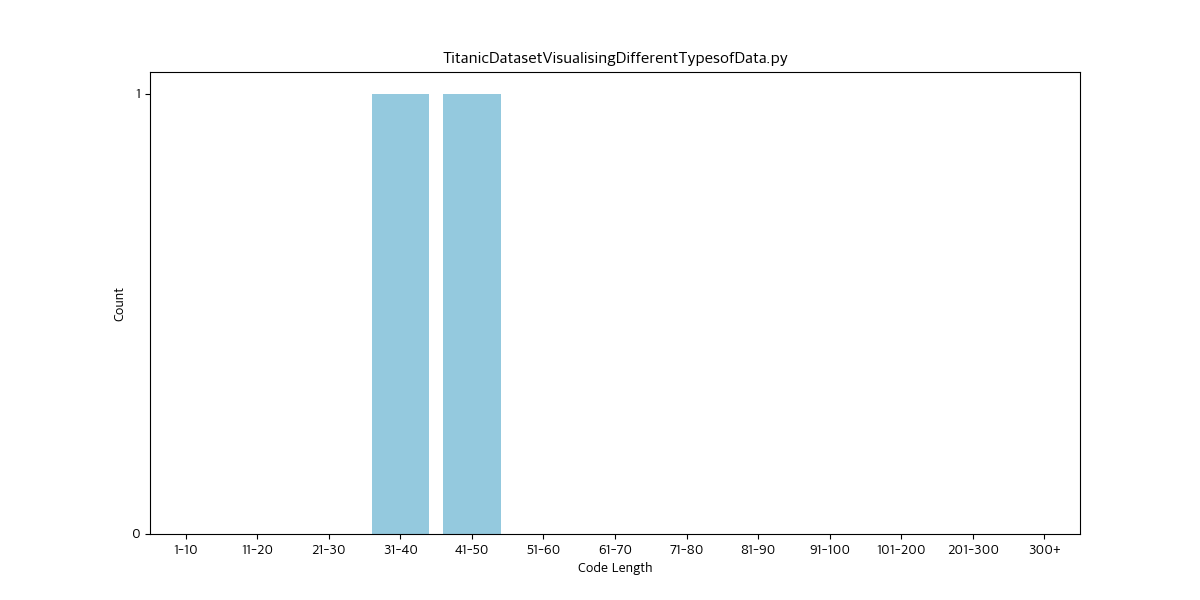 TitanicDatasetVisualisingDifferentTypesofData.py
1
Count
0
1-10 11-20 21-30 31-40 41-50 51-60 61-70 71-80 81-90 91-100 101-200 201-300 300+
Code Length